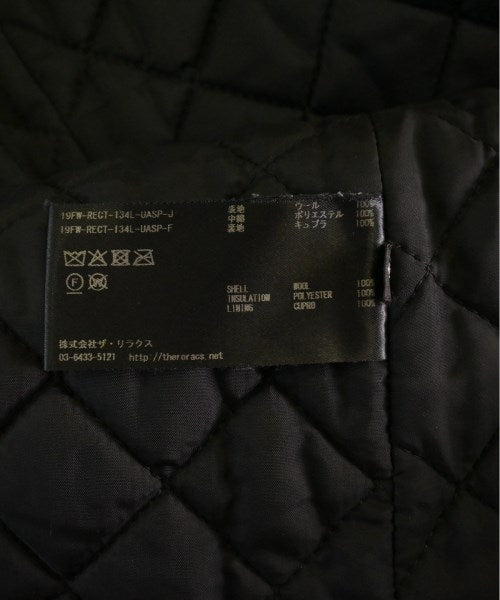 19FW-RECT-134L-UASP-J 表地 ウール 100%
19FW-RECT-134L-UASP-F 中綿 ポリエステル 100%
裏地 キュプラ 100%
F W
SHELL WOOL 100%
INSULATION POLYESTER 100%
LINING CUPRO 100%
株式会社ザ・リラクス
03-6433-5121 http://thereracs.net